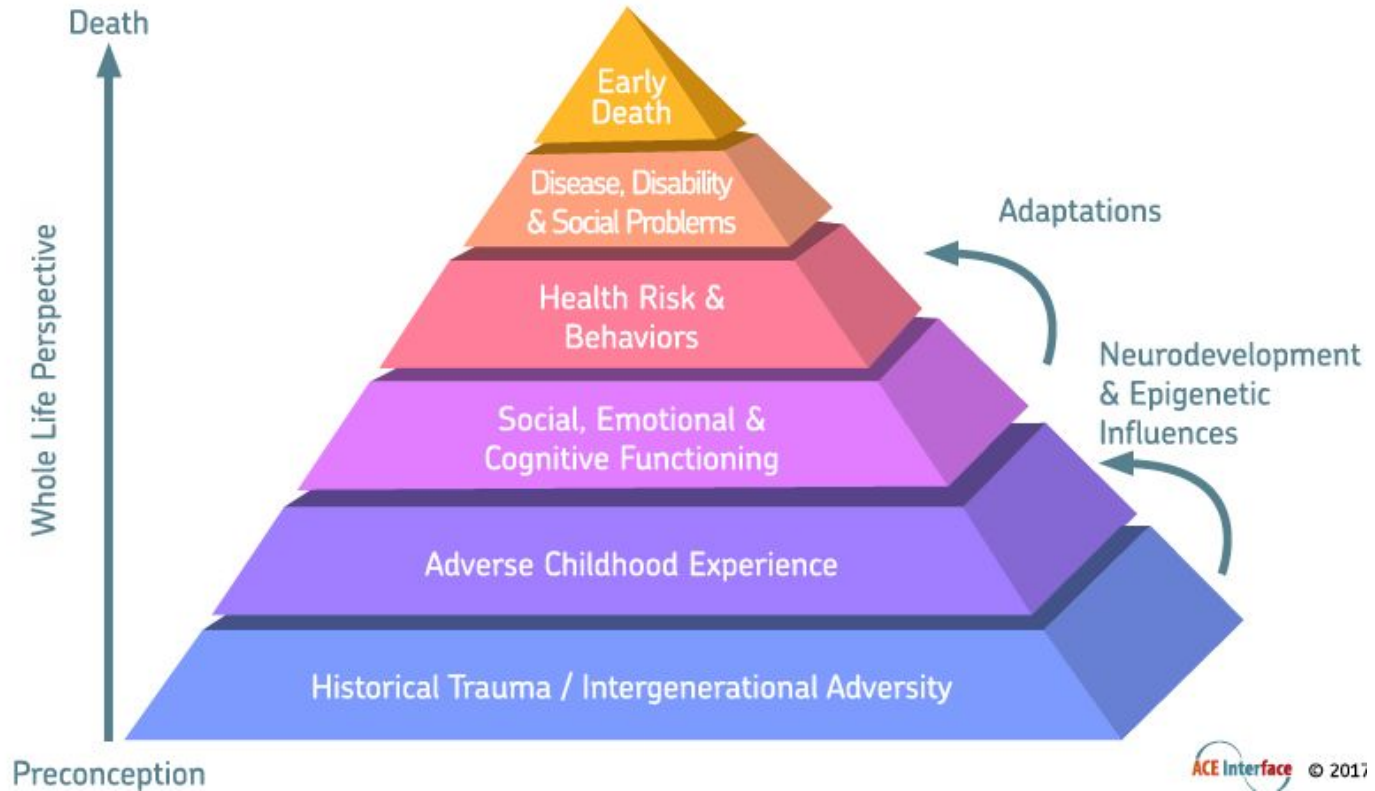 Death
Early
Death
Disease, Disability
& Social Problems
Adaptations
Health Risk &
Behaviors
Neurodevelopment
& Epigenetic
Influences
Whole Life Perspective
Social, Emotional &
Cognitive Functioning
Adverse Childhood Experience
Historical Trauma / Intergenerational Adversity
Preconception
ACE Interface © 2017